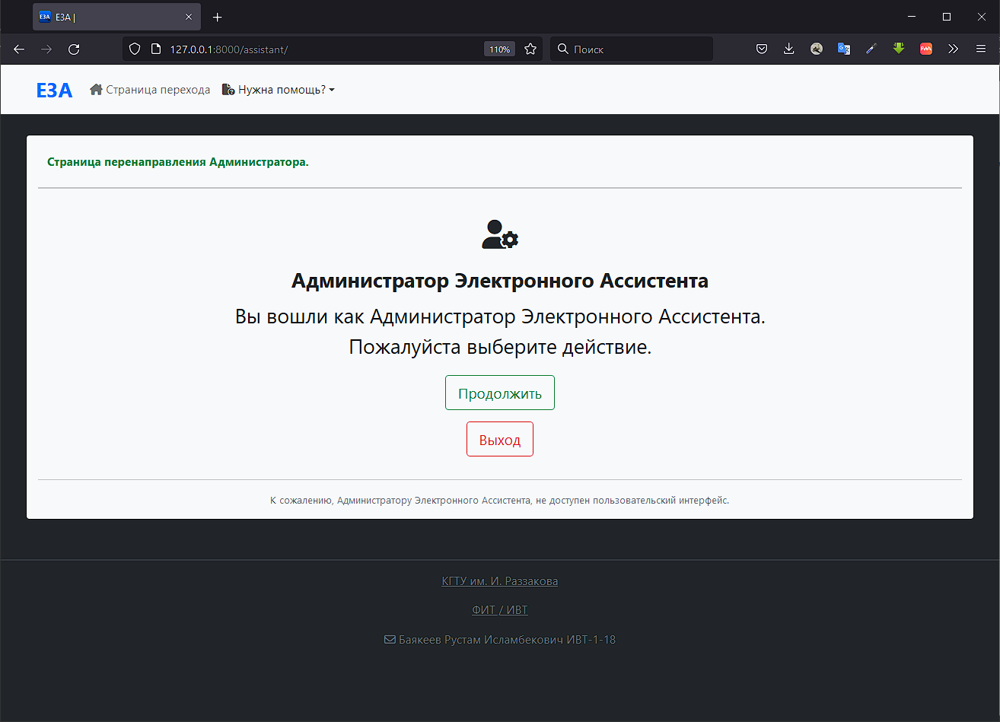 E3A |
127.0.0.1:8000/assistant/
110%
Поиск
E3A
Страница перехода
Нужна помощь?
Страница перенаправления Администратора.
Администратор Электронного Ассистента
Вы вошли как Администратор Электронного Ассистента.
Пожалуйста выберите действие.
Продолжить
Выход
К сожалению, Администратору Электронного Ассистента, не доступен пользовательский интерфейс.
КГТУ им. И. Раззакова
ФИТ / ИВТ
Баякеев Рустам Исламбекович ИВТ-1-18